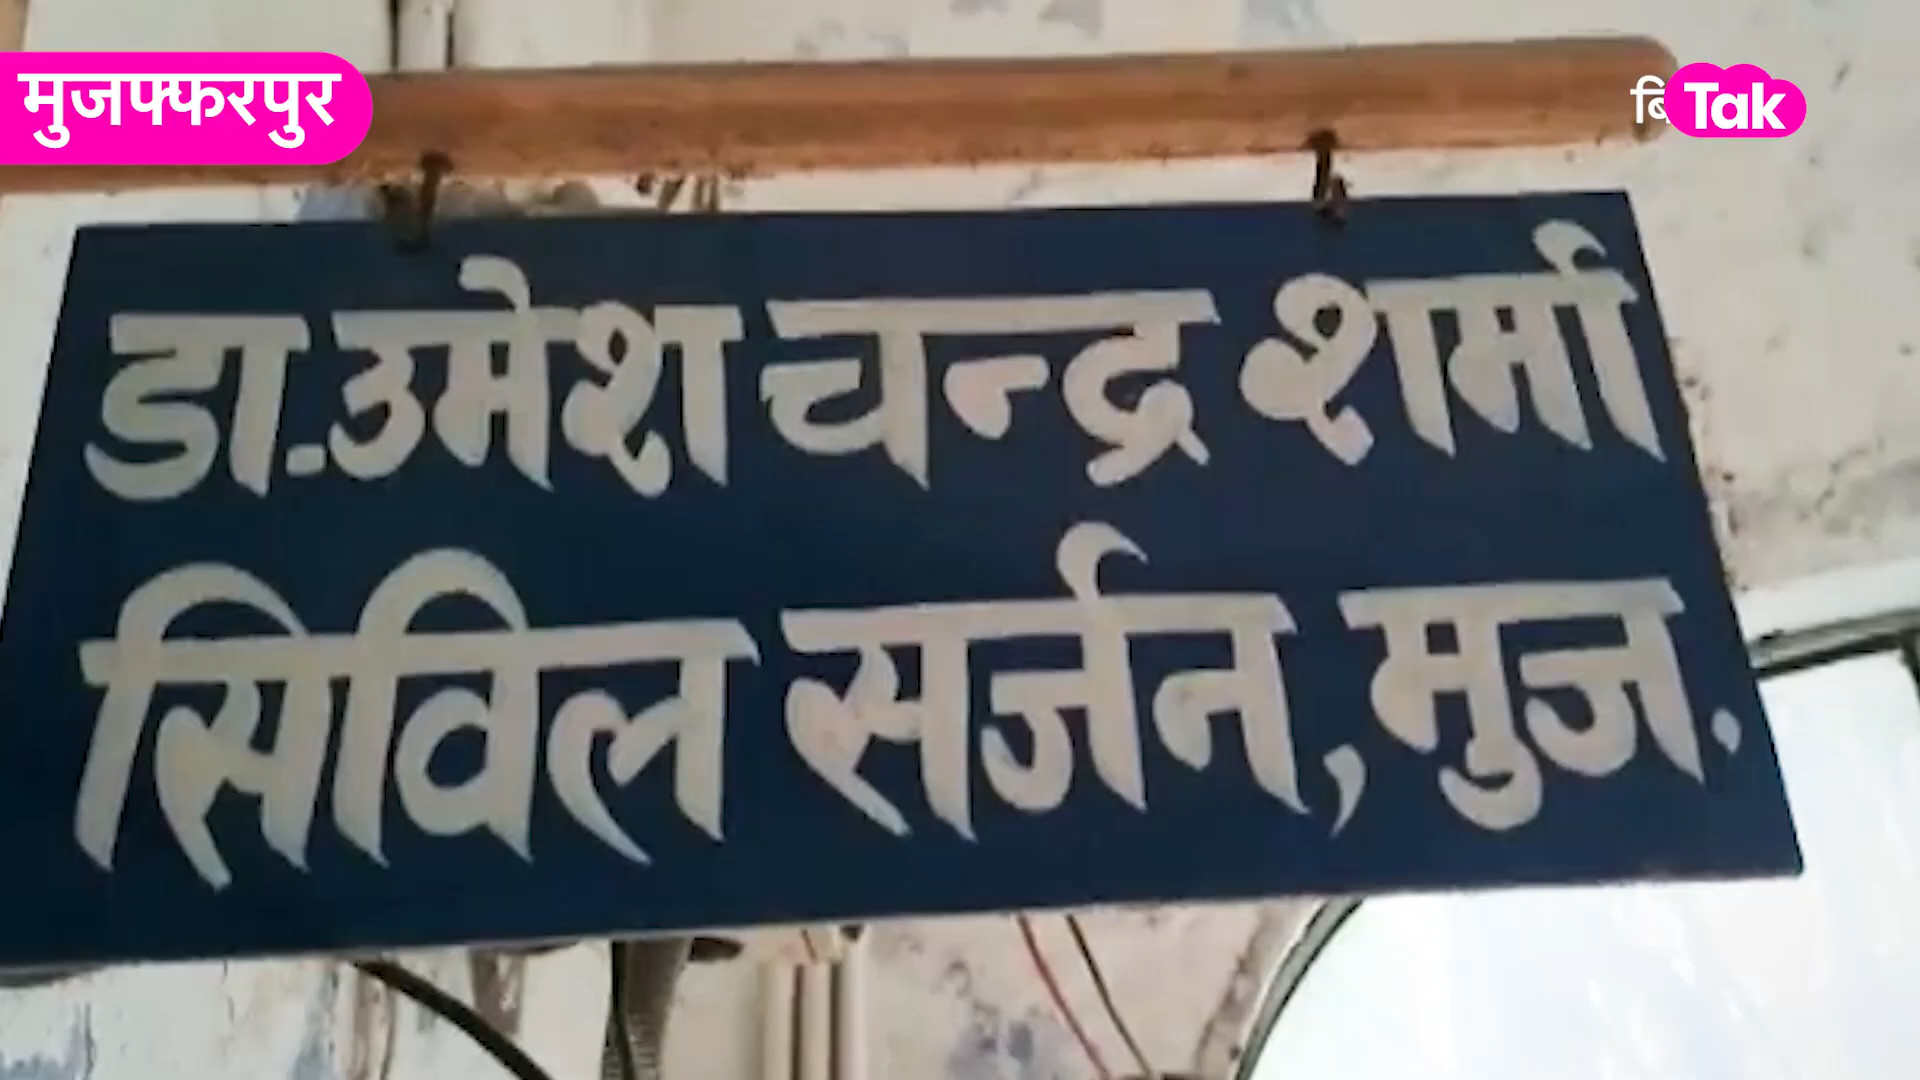 मुजफ्फरपुर
Tak
डा.उमेश चन्द्र शर्मा
सिविल सर्जन, मुज.